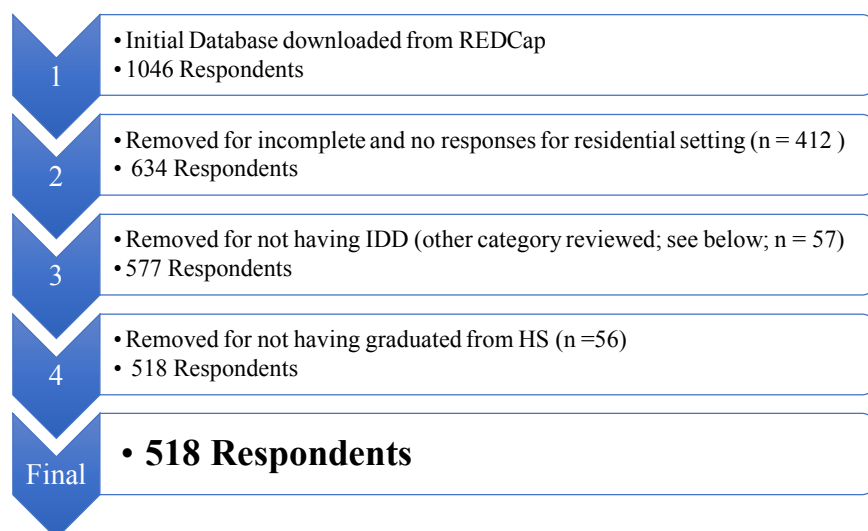 1
• Initial Database downloaded from REDCap
• 1046 Respondents
2
• Removed for incomplete and no responses for residential setting (n = 412 )
• 634 Respondents
3
• Removed for not having IDD (other category reviewed; see below; n = 57)
• 577 Respondents
4
• Removed for not having graduated from HS (n =56)
• 518 Respondents
Final
• 518 Respondents